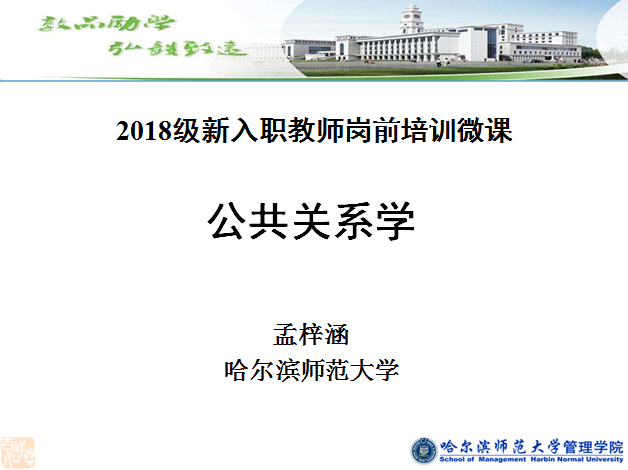 敦品励学
弘毅致远
2018级新入职教师岗前培训微课
公共关系学
孟梓涵
哈尔滨师范大学
哈尔滨师范大学管理学院
School of Management Harbin Normal University